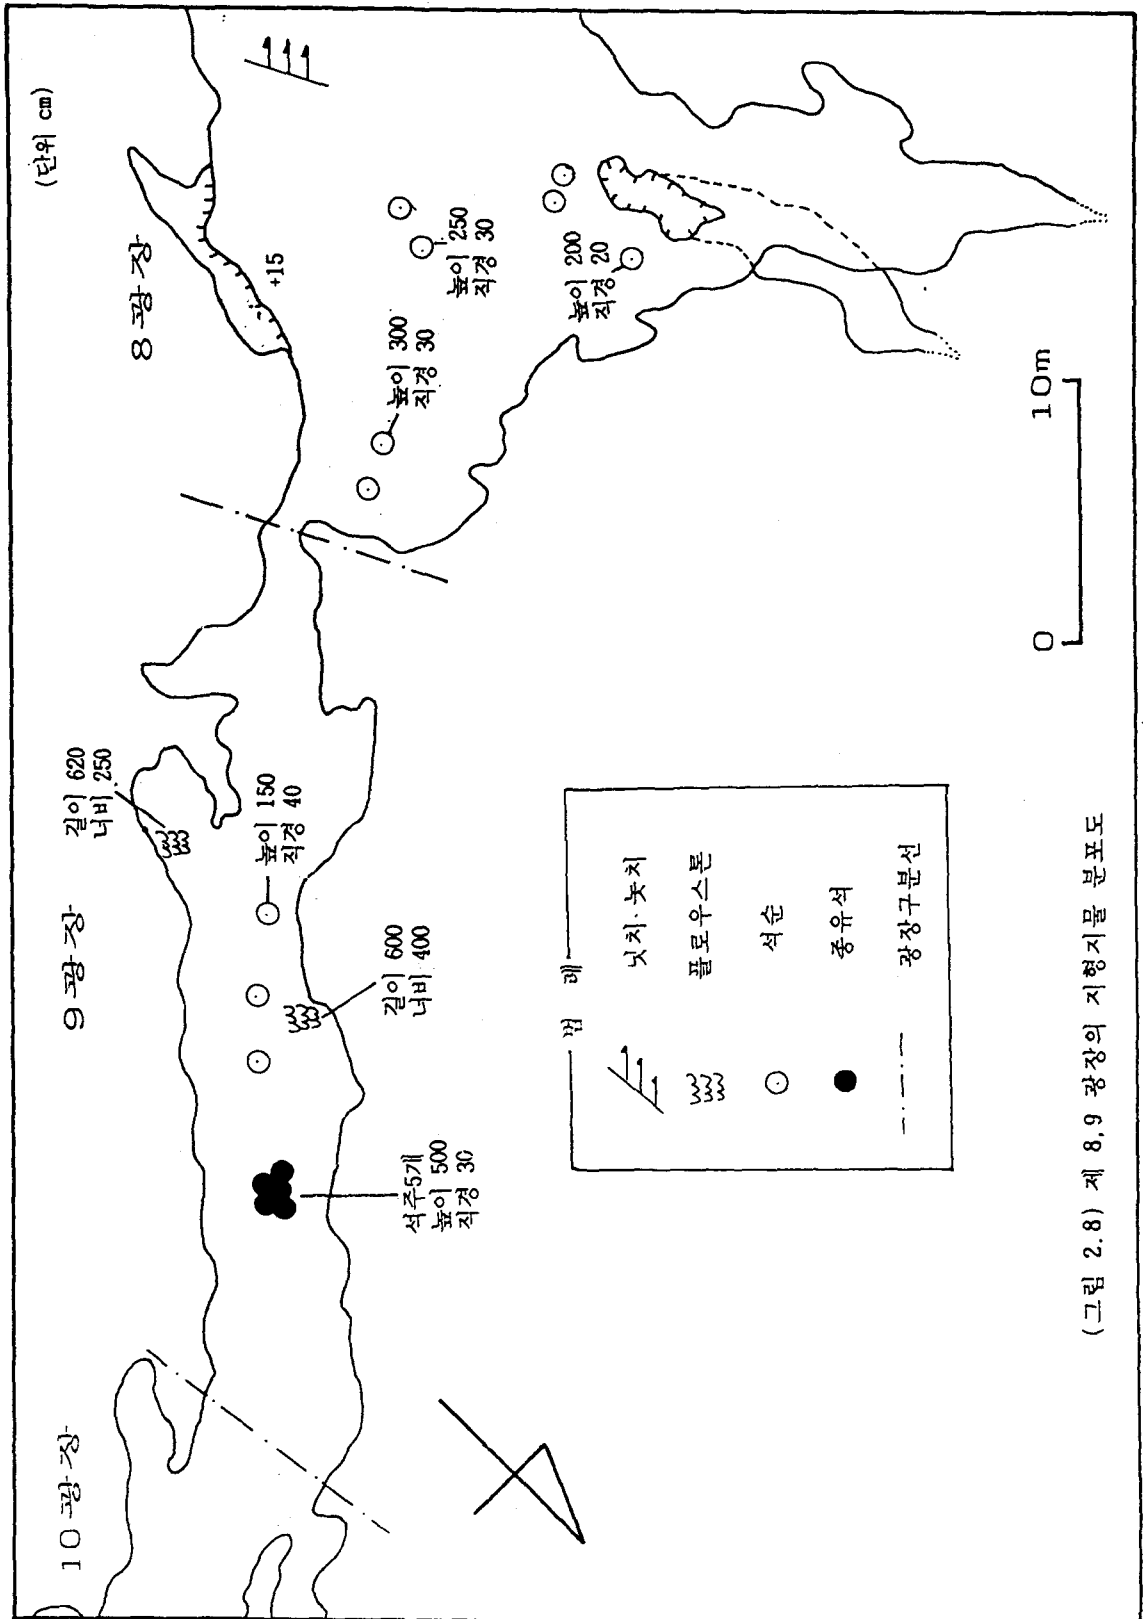 (단위 cm)
10광장
9광장
8광장
길이 620
너비 250
높이 150
직경 40
길이 600
너비 400
석주5개
높이 500
직경 30
+15
높이 300
직경 30
높이 250
직경 30
높이 200
직경 20
범 례
닛치·놋치
플로우스톤
석순
종유석
광장구분선
0 10m
(그림 2.8) 제 8,9 광장의 지형지물 분포도